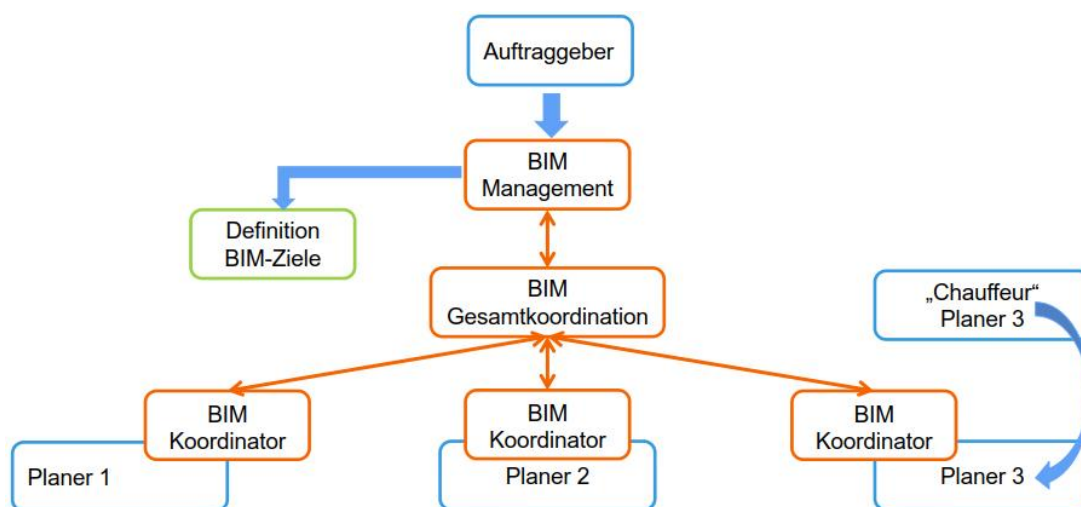 Auftraggeber
BIM
Management
Definition
BIM-Ziele
BIM
Gesamtkoordination
„Chauffeur“
Planer 3
BIM
Koordinator
BIM
Koordinator
BIM
Koordinator
Planer 1
Planer 2
Planer 3